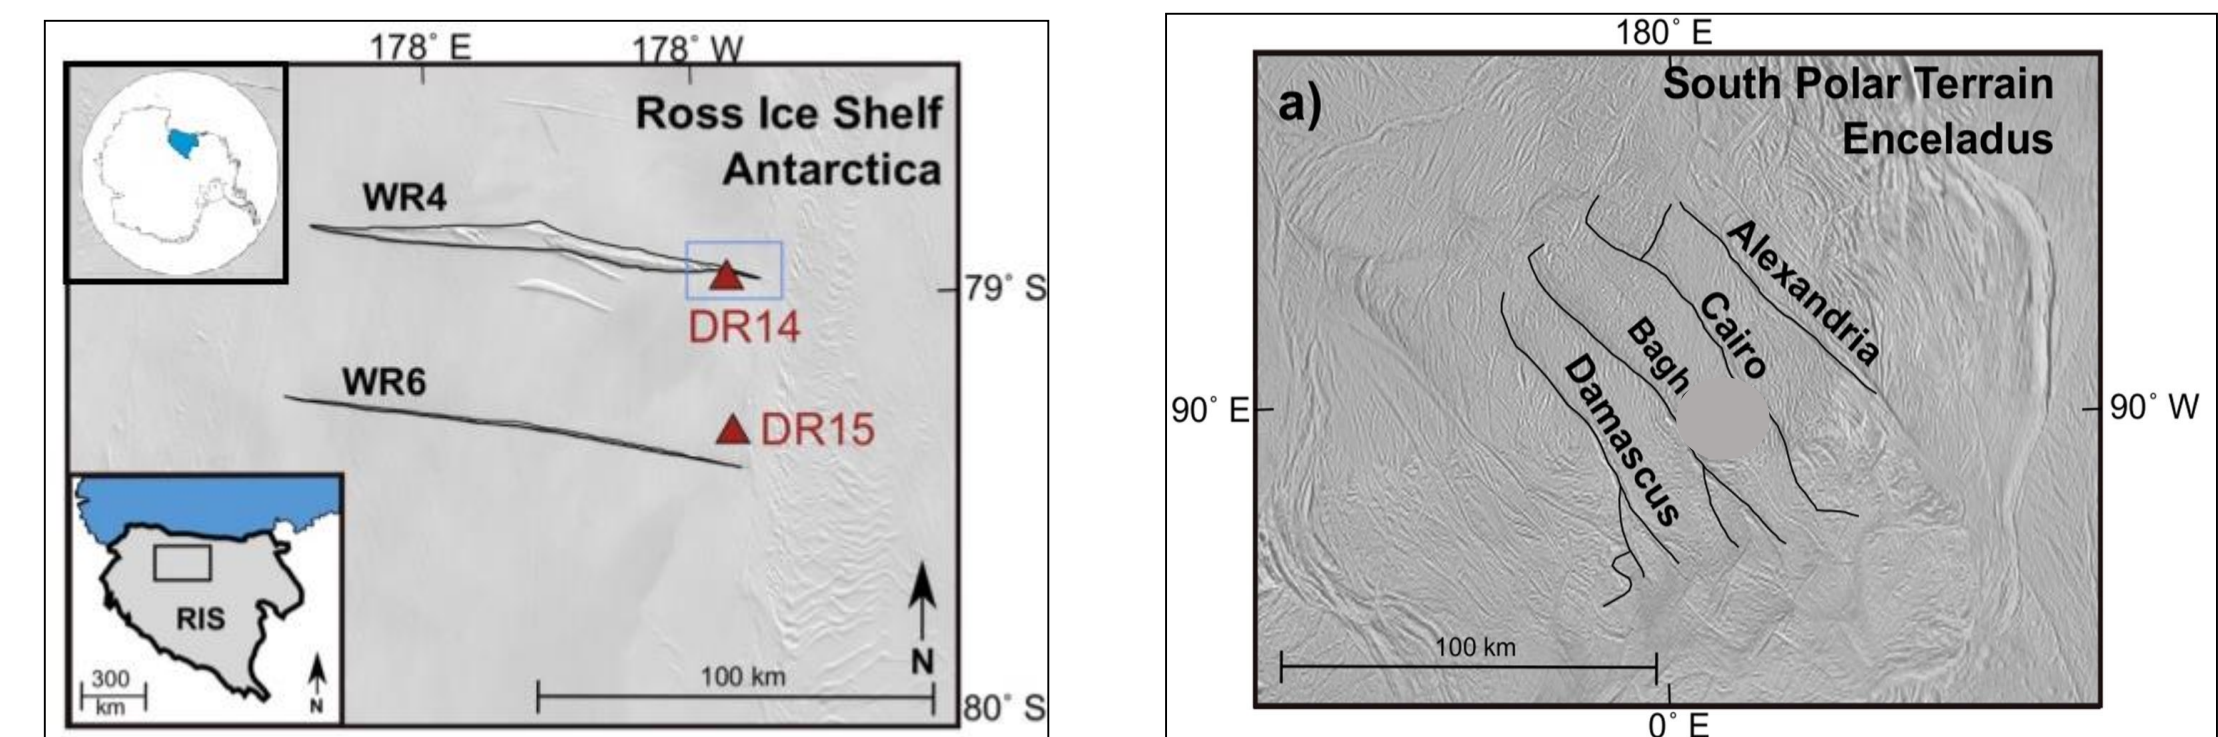 178° E
178° W
Ross Ice Shelf
Antarctica
WR4
79° S
DR14
WR6
DR15
RIS
300
km
N
100 km
N
80° S
180° E
a)
South Polar Terrain
Enceladus
Alexandria
Cairo
Bagh
Damascus
90° E
90° W
100 km
0° E